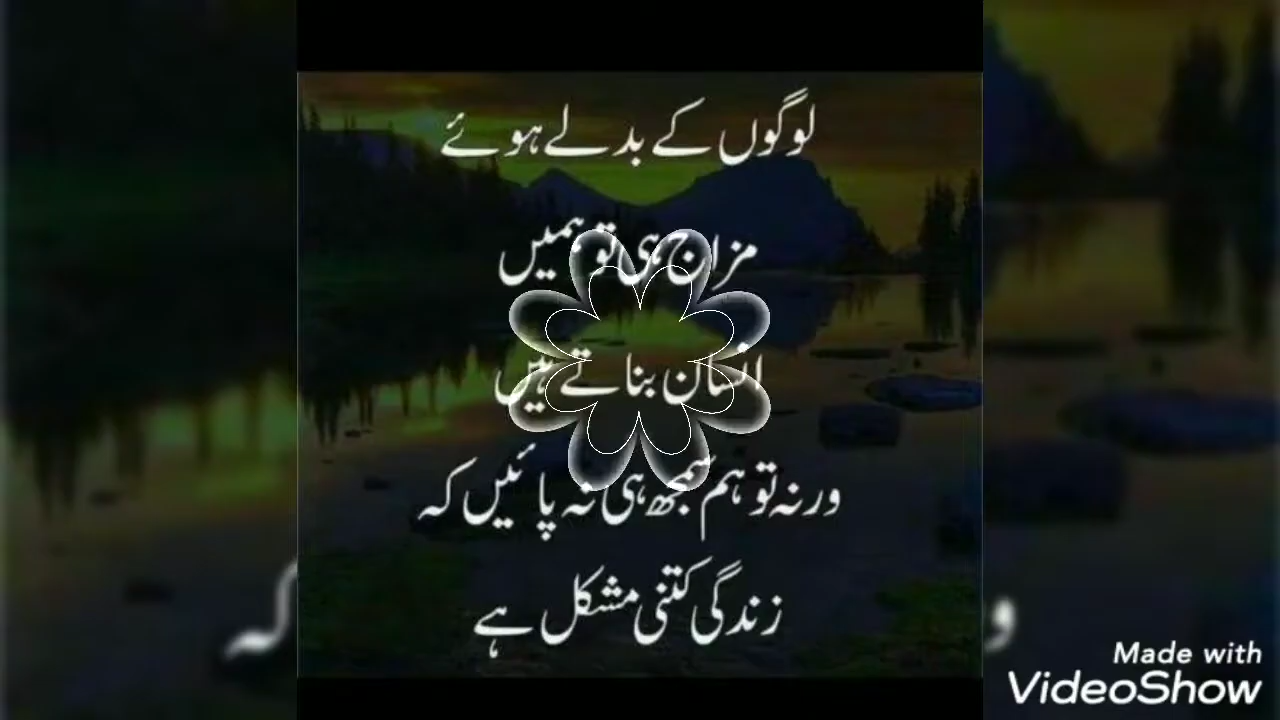 لوگوں کے بدلے ہوئے
مزاج ہی تو ہمیں
انسان بناتے ہیں
ورنہ تو ہم سمجھ ہی نہ پائیں کہ
زندگی کتنی مشکل ہے
کہ
و
Made with
VideoShow